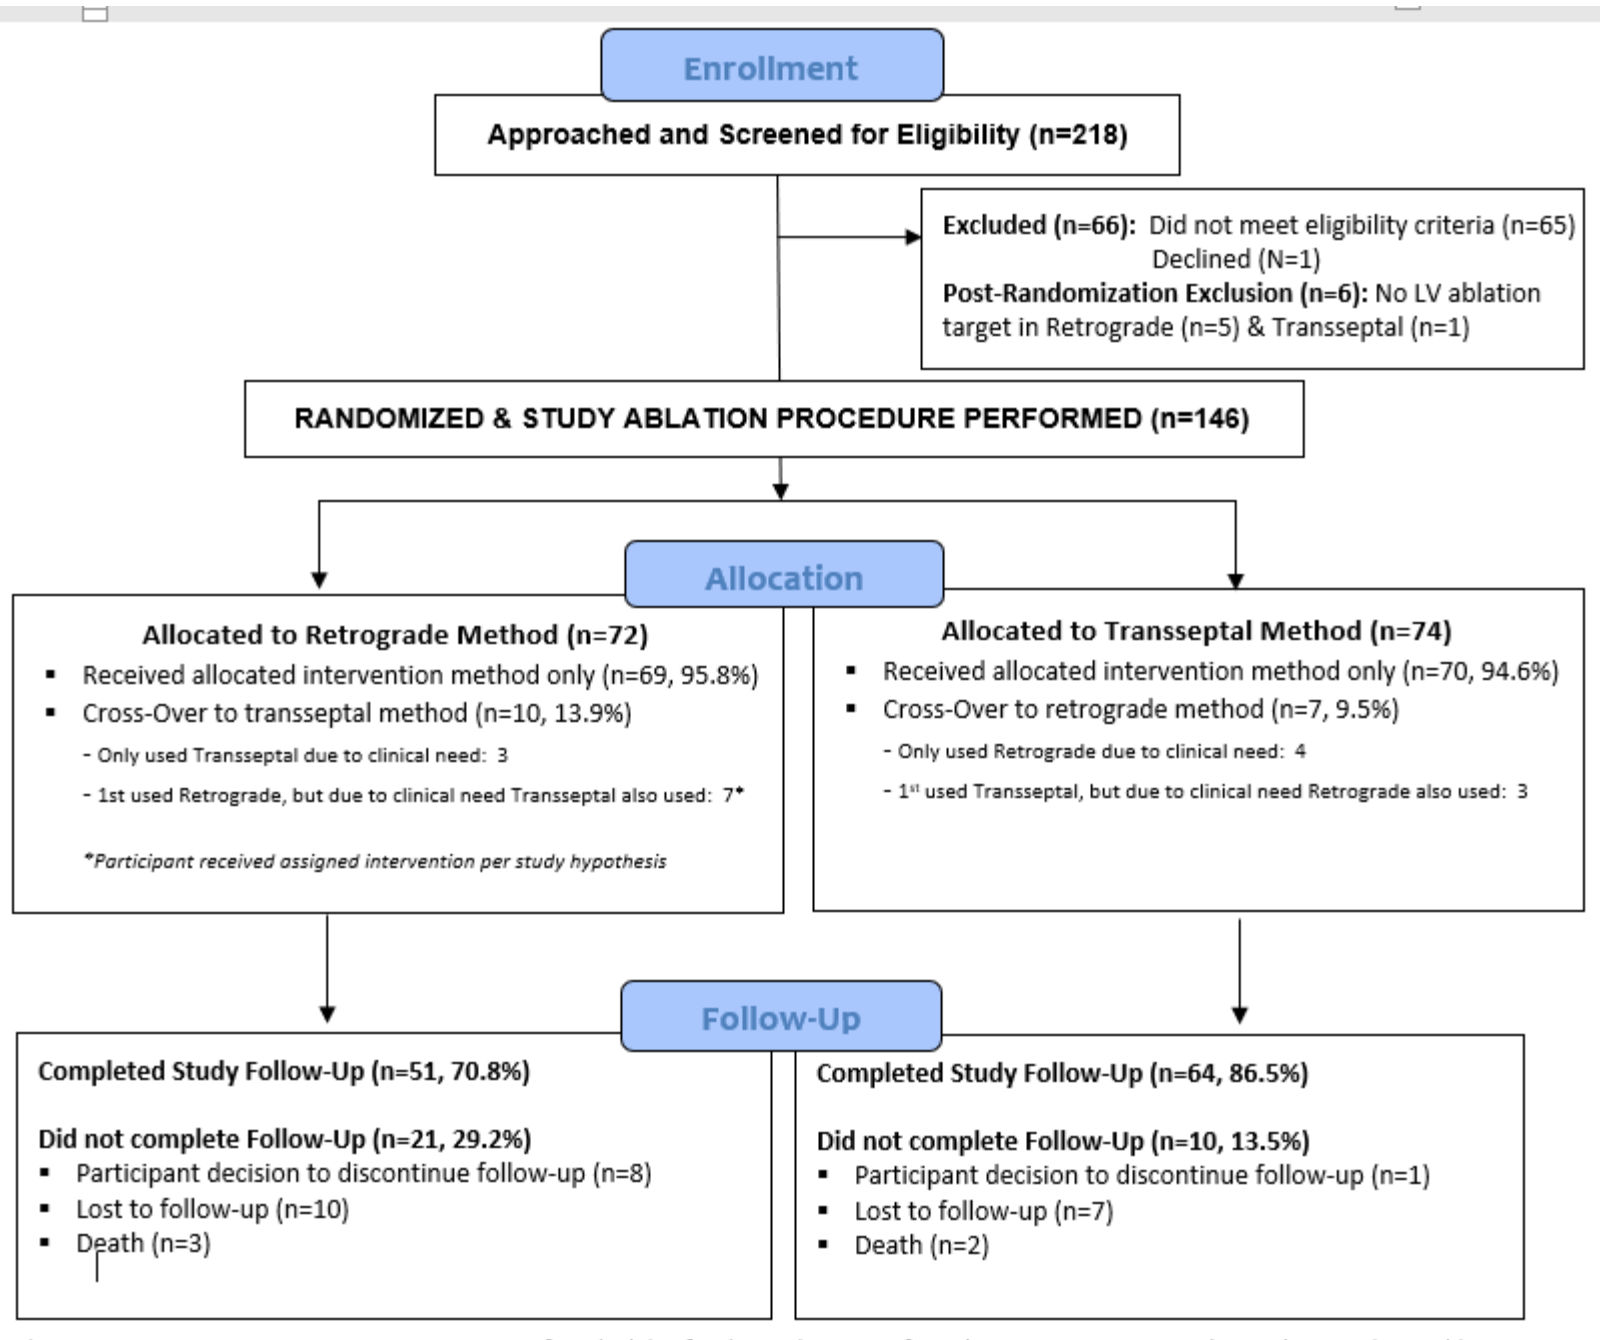 Enrollment
Approached and Screened for Eligibility (n=218)
Excluded (n=66): Did not meet eligibility criteria (n=65)
Declined (N=1)
Post-Randomization Exclusion (n=6): No LV ablation
target in Retrograde (n=5) & Transseptal (n=1)
RANDOMIZED & STUDY ABLATION PROCEDURE PERFORMED (n=146)
Allocation
Allocated to Retrograde Method (n=72)
▪ Received allocated intervention method only (n=69, 95.8%)
▪ Cross-Over to transseptal method (n=10, 13.9%)
- Only used Transseptal due to clinical need: 3
- 1st used Retrograde, but due to clinical need Transseptal also used: 7*
*Participant received assigned intervention per study hypothesis
Allocated to Transseptal Method (n=74)
▪ Received allocated intervention method only (n=70, 94.6%)
▪ Cross-Over to retrograde method (n=7, 9.5%)
- Only used Retrograde due to clinical need: 4
- 1st used Transseptal, but due to clinical need Retrograde also used: 3
Follow-Up
Completed Study Follow-Up (n=51, 70.8%)
Did not complete Follow-Up (n=21, 29.2%)
▪ Participant decision to discontinue follow-up (n=8)
▪ Lost to follow-up (n=10)
▪ Death (n=3)
Completed Study Follow-Up (n=64, 86.5%)
Did not complete Follow-Up (n=10, 13.5%)
▪ Participant decision to discontinue follow-up (n=1)
▪ Lost to follow-up (n=7)
▪ Death (n=2)